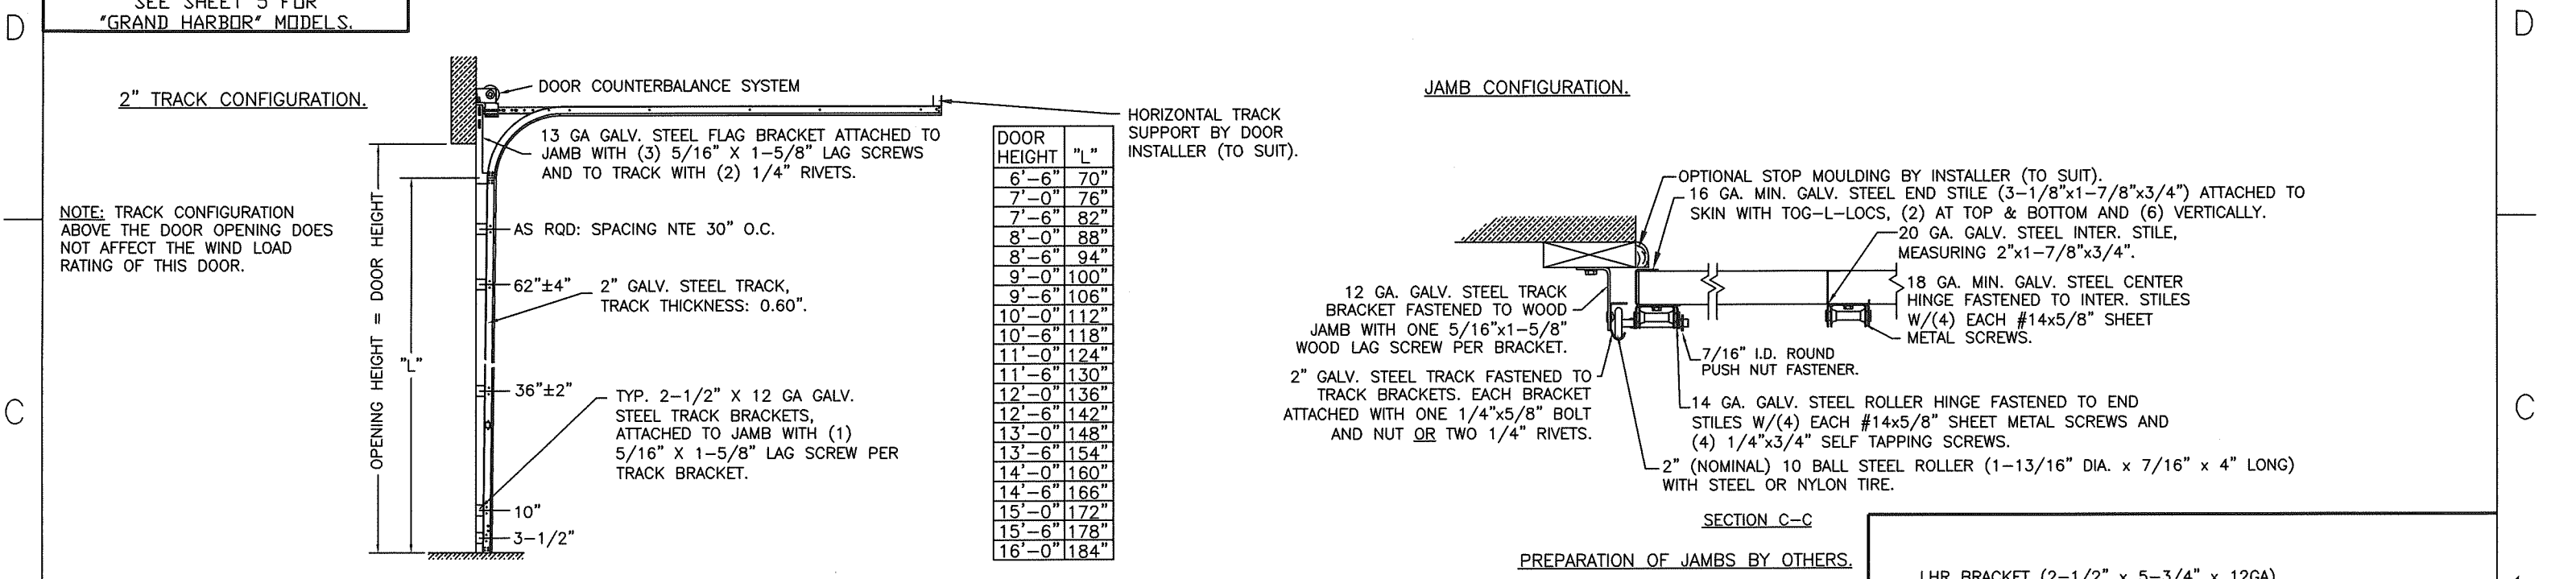 D
SEE SHEET 5 FOR
"GRAND HARBOR" MODELS.
2" TRACK CONFIGURATION.
DOOR COUNTERBALANCE SYSTEM
13 GA GALV. STEEL FLAG BRACKET ATTACHED TO
JAMB WITH (3) 5/16" X 1-5/8" LAG SCREWS
AND TO TRACK WITH (2) 1/4" RIVETS.
HORIZONTAL TRACK
SUPPORT BY DOOR
INSTALLER (TO SUIT).
NOTE: TRACK CONFIGURATION
ABOVE THE DOOR OPENING DOES
NOT AFFECT THE WIND LOAD
RATING OF THIS DOOR.
OPENING HEIGHT = DOOR HEIGHT
"L"
AS RQD: SPACING NTE 30" O.C.
62"±4"
2" GALV. STEEL TRACK,
TRACK THICKNESS: 0.60".
36"±2"
TYP. 2-1/2" X 12 GA GALV.
STEEL TRACK BRACKETS,
ATTACHED TO JAMB WITH (1)
5/16" X 1-5/8" LAG SCREW PER
TRACK BRACKET.
10"
3-1/2"
C
DOOR HEIGHT "L"
6'-6" 70"
7'-0" 76"
7'-6" 82"
8'-0" 88"
8'-6" 94"
9'-0" 100"
9'-6" 106"
10'-0" 112"
10'-6" 118"
11'-0" 124"
11'-6" 130"
12'-0" 136"
12'-6" 142"
13'-0" 148"
13'-6" 154"
14'-0" 160"
14'-6" 166"
15'-0" 172"
15'-6" 178"
16'-0" 184"
JAMB CONFIGURATION.
OPTIONAL STOP MOULDING BY INSTALLER (TO SUIT).
16 GA. MIN. GALV. STEEL END STILE (3-1/8"x1-7/8"x3/4") ATTACHED TO
SKIN WITH TOG-L-LOCS, (2) AT TOP & BOTTOM AND (6) VERTICALLY.
20 GA. GALV. STEEL INTER. STILE,
MEASURING 2"x1-7/8"x3/4".
18 GA. MIN. GALV. STEEL CENTER
HINGE FASTENED TO INTER. STILES
W/(4) EACH #14x5/8" SHEET
METAL SCREWS.
12 GA. GALV. STEEL TRACK
BRACKET FASTENED TO WOOD
JAMB WITH ONE 5/16"x1-5/8"
WOOD LAG SCREW PER BRACKET.
2" GALV. STEEL TRACK FASTENED TO
TRACK BRACKETS. EACH BRACKET
ATTACHED WITH ONE 1/4"x5/8" BOLT
AND NUT OR TWO 1/4" RIVETS.
7/16" I.D. ROUND
PUSH NUT FASTENER.
14 GA. GALV. STEEL ROLLER HINGE FASTENED TO END
STILES W/(4) EACH #14x5/8" SHEET METAL SCREWS AND
(4) 1/4"x3/4" SELF TAPPING SCREWS.
2" (NOMINAL) 10 BALL STEEL ROLLER (1-13/16" DIA. x 7/16" x 4" LONG)
WITH STEEL OR NYLON TIRE.
SECTION C-C
PREPARATION OF JAMBS BY OTHERS.
LHR BRACKET (2-1/2" x 5-3/4" x 12GA)
D
C